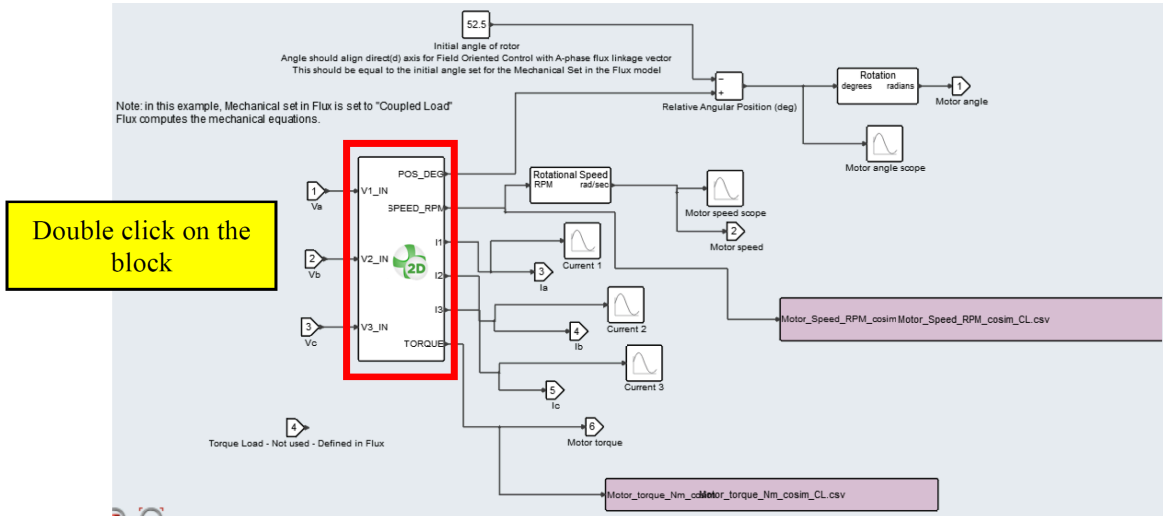 52.5
Initial angle of rotor
Angle should align direct(d) axis for Field Oriented Control with A-phase flux linkage vector
This should be equal to the initial angle set for the Mechanical Set in the Flux model
−
+
Relative Angular Position (deg)
Rotation
degrees radians
1
Motor angle
Motor angle scope
Note: in this example, Mechanical set in Flux is set to "Coupled Load"
Flux computes the mechanical equations.
Double click on the
block
1
Va
2
Vb
3
Vc
V1_IN
V2_IN
V3_IN
2D
POS_DEG
SPEED_RPM
I1
I2
I3
TORQUE
Rotational Speed
RPM rad/sec
Motor speed scope
2
Motor speed
Current 1
3
Ia
Current 2
4
Ib
Current 3
5
Ic
Motor_Speed_RPM_cosim Motor_Speed_RPM_cosim_CL.csv
4
Torque Load - Not used - Defined in Flux
6
Motor torque
Motor_torque_Nm_cosim Motor_torque_Nm_cosim_CL.csv